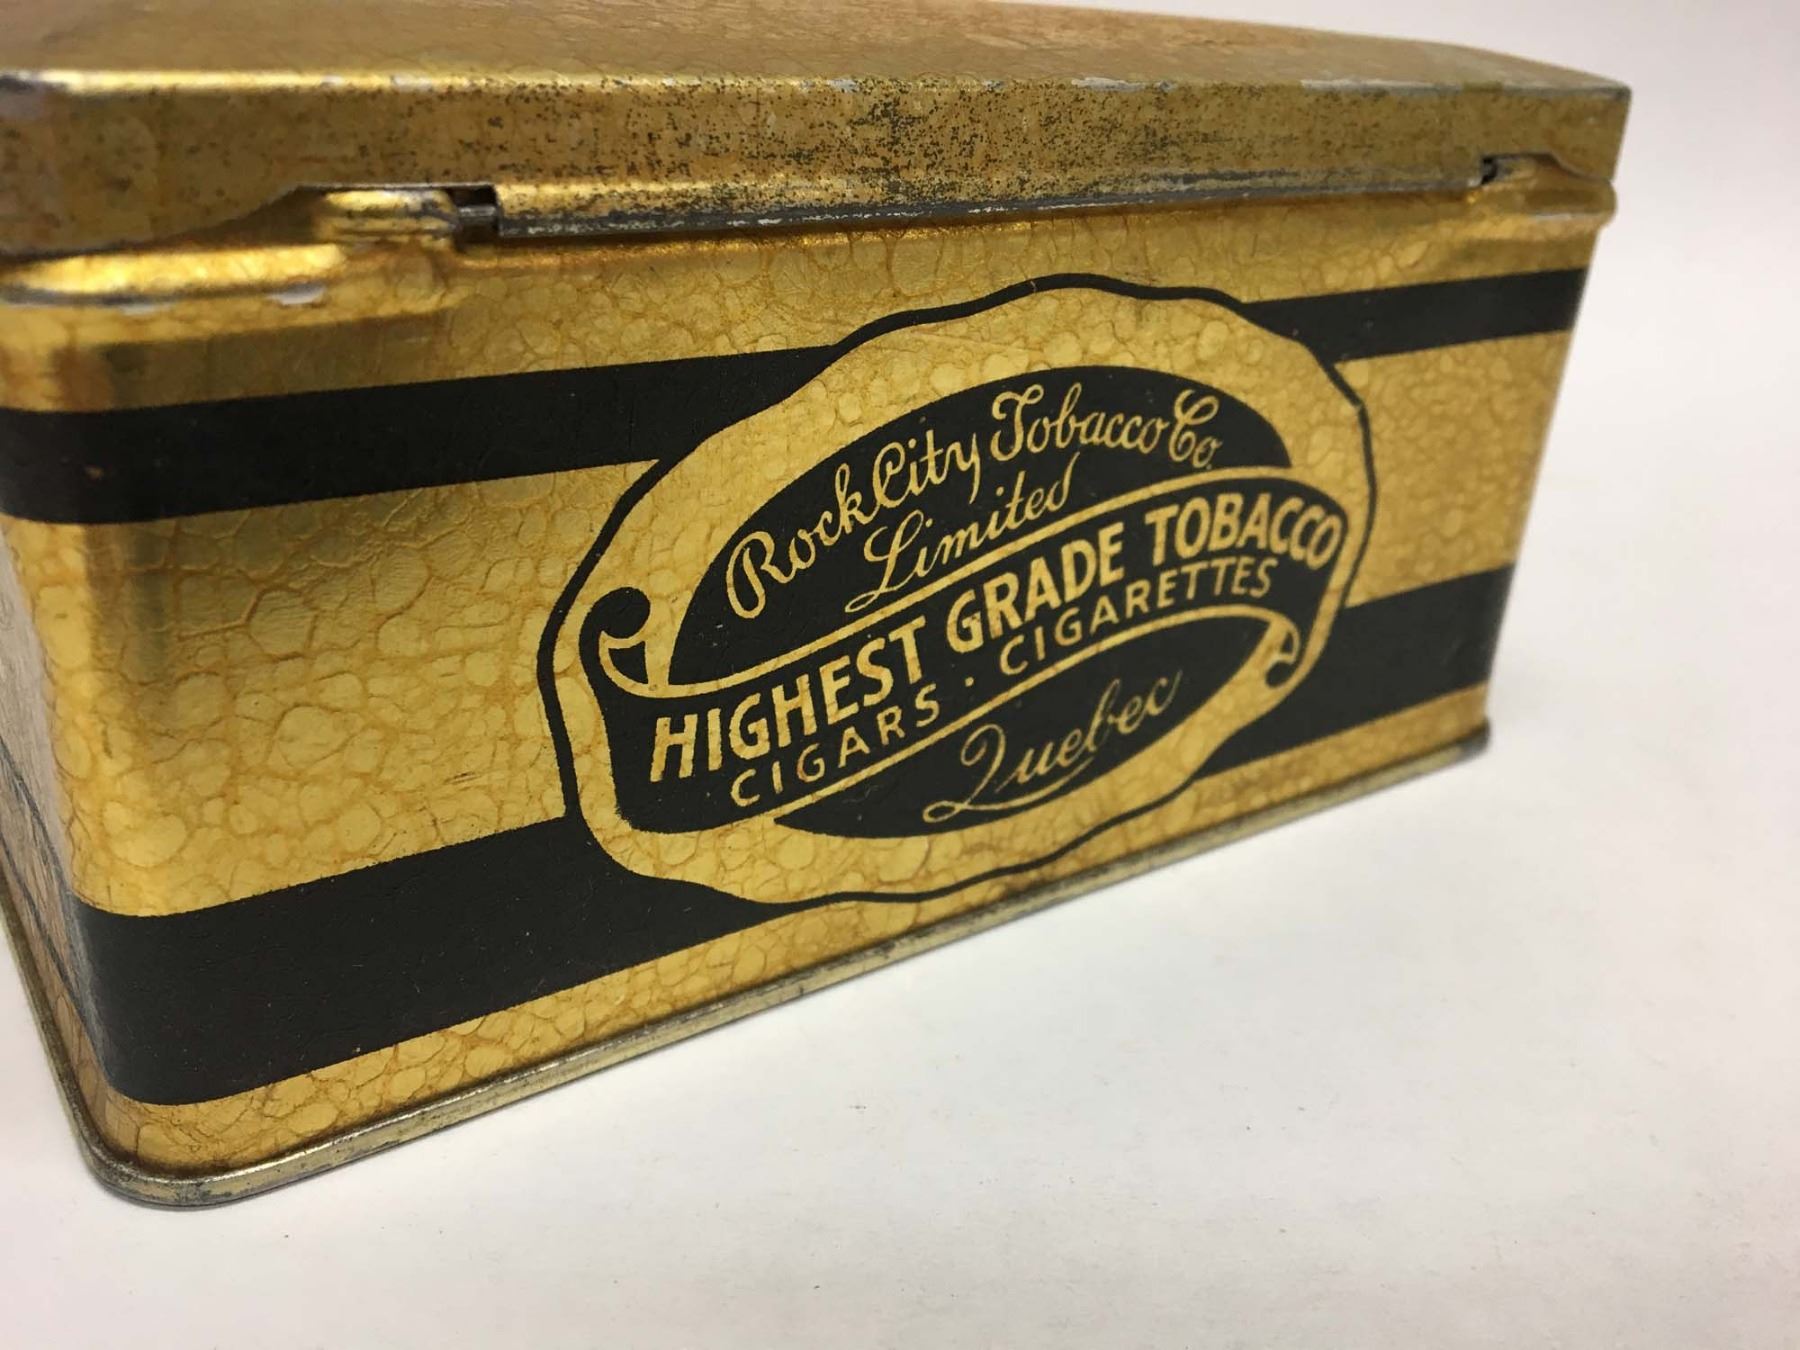 Rock City Tobacco Co.
Limited
HIGHEST GRADE TOBACCO
CIGARS · CIGARETTES
Quebec